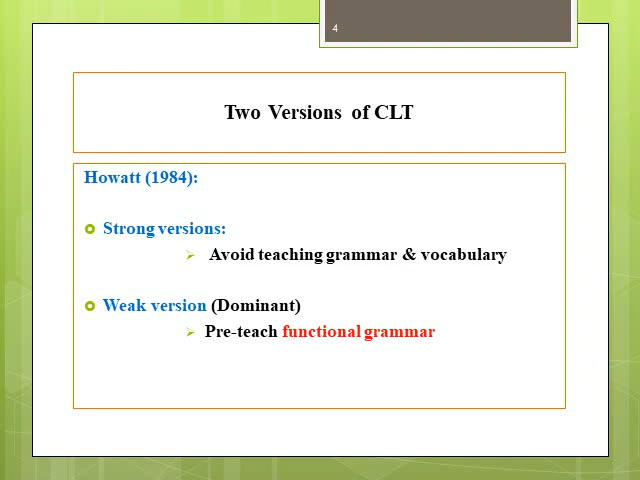 4
Two Versions of CLT
Howatt (1984):
Strong versions:
Avoid teaching grammar & vocabulary
Weak version (Dominant)
Pre-teach functional grammar